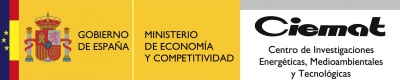 GOBIERNO
DE ESPAÑA
MINISTERIO
DE ECONOMÍA
Y COMPETITIVIDAD
Ciemat
Centro de Investigaciones
Energéticas, Medioambientales
y Tecnológicas